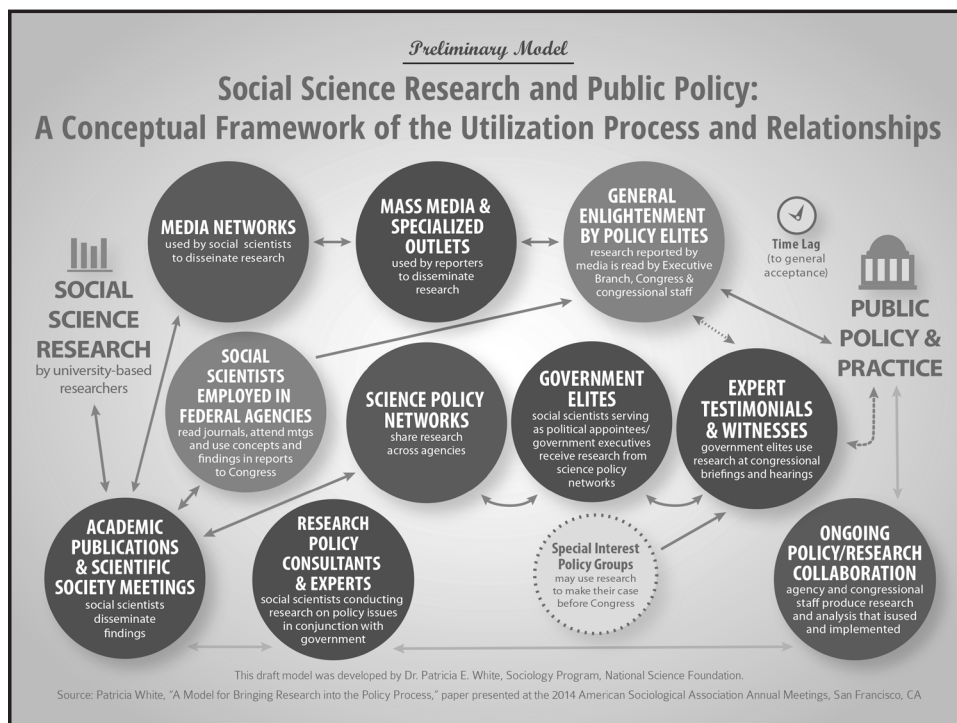 Preliminary Model
Social Science Research and Public Policy:
A Conceptual Framework of the Utilization Process and Relationships
MEDIA NETWORKS
used by social scientists
to disseinate research
MASS MEDIA &
SPECIALIZED
OUTLETS
used by reporters
to disseminate
research
GENERAL
ENLIGHTENMENT
BY POLICY ELITES
research reported by
media is read by Executive
Branch, Congress &
congressional staff
Time Lag
(to general
acceptance)
SOCIAL
SCIENCE
RESEARCH
by university-based
researchers
PUBLIC
POLICY &
PRACTICE
SOCIAL
SCIENTISTS
EMPLOYED IN
FEDERAL AGENCIES
read journals, attend mtgs
and use concepts and
findings in reports
to Congress
SCIENCE POLICY
NETWORKS
share research
across agencies
GOVERNMENT
ELITES
social scientists serving
as political appointees/
government executives
receive research from
science policy
networks
EXPERT
TESTIMONIALS
& WITNESSES
government elites use
research at congressional
briefings and hearings
ACADEMIC
PUBLICATIONS
& SCIENTIFIC
SOCIETY MEETINGS
social scientists
disseminate
findings
RESEARCH
POLICY
CONSULTANTS
& EXPERTS
social scientists conducting
research on policy issues
in conjunction with
government
Special Interest
Policy Groups
may use research
to make their case
before Congress
ONGOING
POLICY/RESEARCH
COLLABORATION
agency and congressional
staff produce research
and analysis that isused
and implemented
This draft model was developed by Dr. Patricia E. White, Sociology Program, National Science Foundation.
Source: Patricia White, "A Model for Bringing Research into the Policy Process," paper presented at the 2014 American Sociological Association Annual Meetings, San Francisco, CA